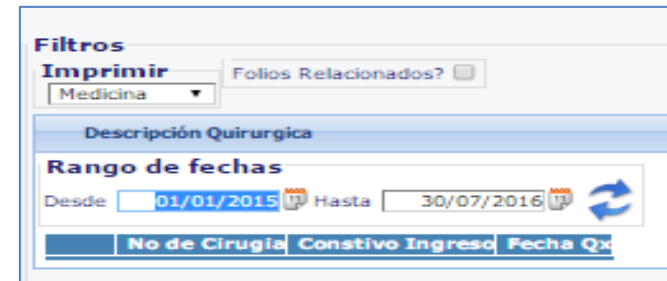 Filtros
Imprimir Folios Relacionados?
Medicina
Descripción Quirurgica
Rango de fechas
Desde 01/01/2015 Hasta 30/07/2016
No de Cirugia Constivo Ingreso Fecha Qx